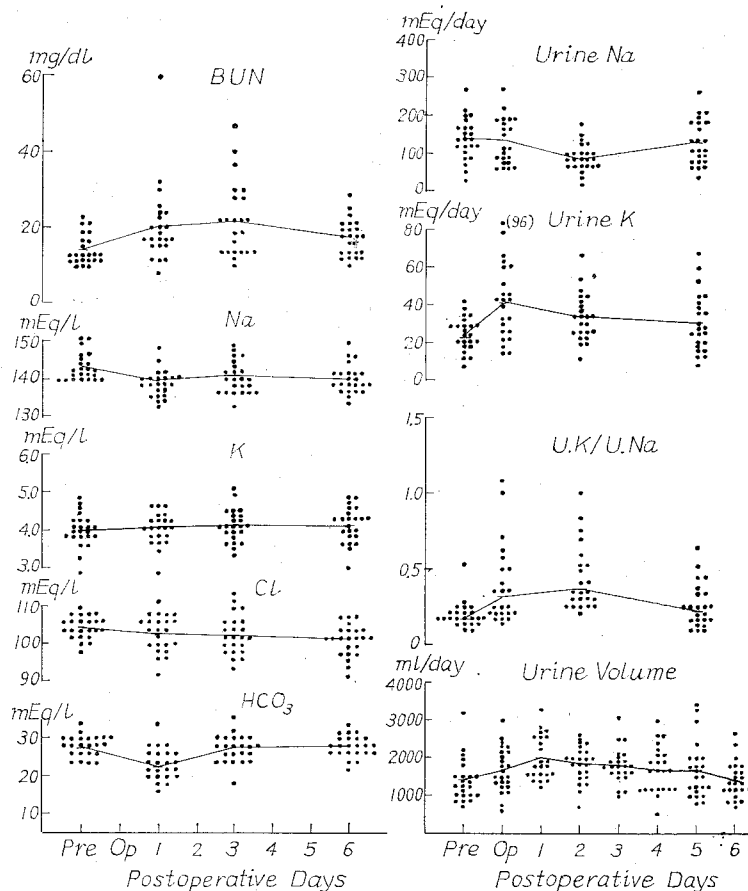 mg/dl
BUN
60
40
20
0
mEq/l
Na
150
140
130
mEq/l
K
6.0
5.0
4.0
3.0
mEq/l
Cl
110
100
90
mEq/l
HCO3
30
20
10
Pre Op 1 2 3 4 5 6
Postoperative Days
mEq/day
Urine Na
400
300
200
100
0
mEq/day
(96) Urine K
80
60
40
20
0
U.K/U.Na
1.5
1.0
0.5
0
ml/day
Urine Volume
4000
3000
2000
1000
Pre Op 1 2 3 4 5 6
Postoperative Days